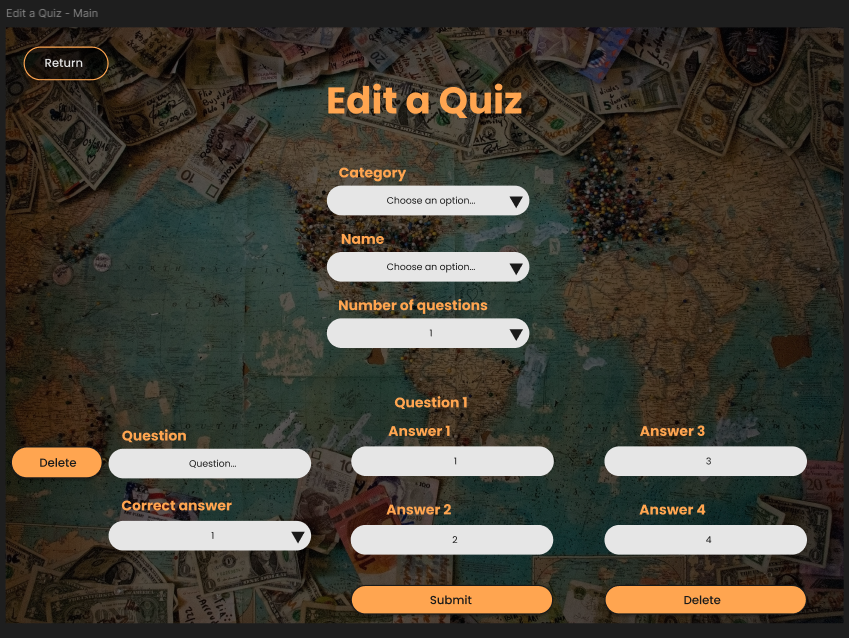 Edit a Quiz - Main
Return
Edit a Quiz
Category
Choose an option...
Name
Choose an option...
Number of questions
1
Question 1
Question
Answer 1
Answer 3
Delete
Question...
1
3
Correct answer
Answer 2
Answer 4
1
2
4
Submit
Delete